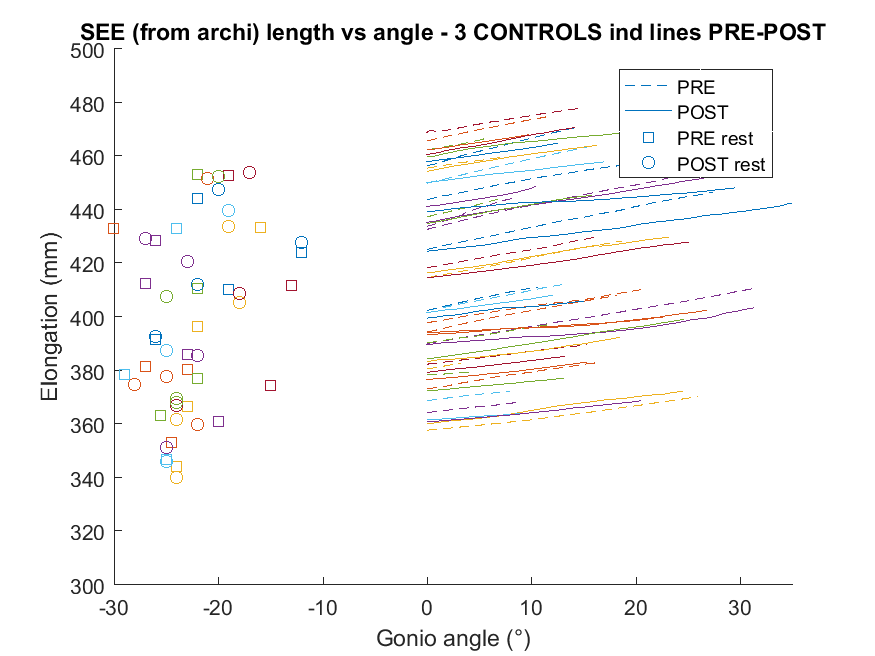 SEE (from archi) length vs angle - 3 CONTROLS ind lines PRE-POST
500
480
460
440
420
400
380
360
340
320
300
Elongation (mm)
PRE
POST
PRE rest
POST rest
-30
-20
-10
0
10
20
30
Gonio angle (°)